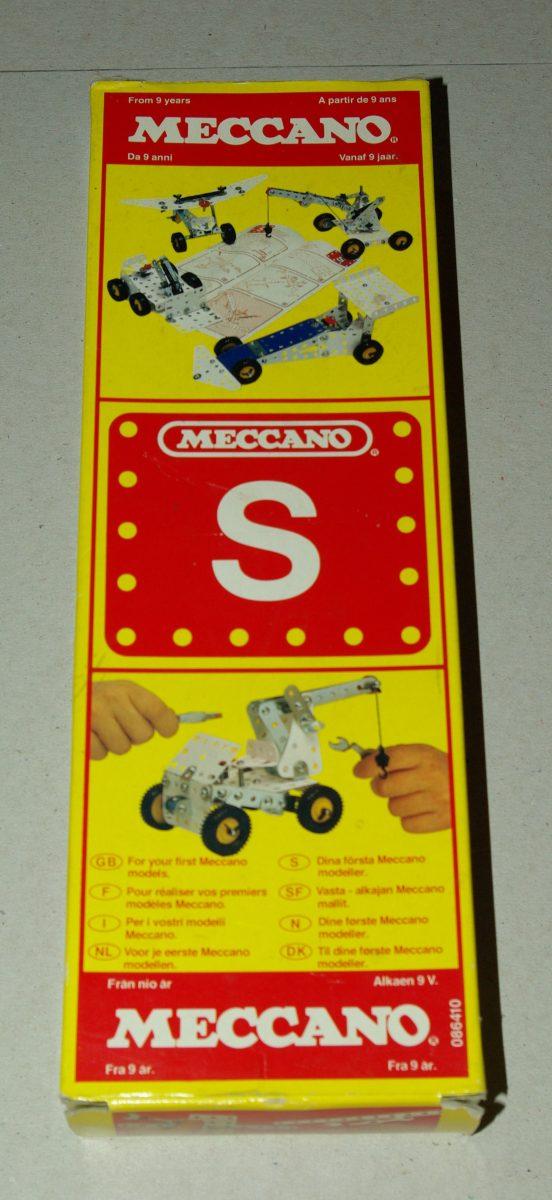 From 9 years
A partir de 9 ans
MECCANO®
Da 9 anni
Vanaf 9 jaar.
MECCANO®
S
GB For your first Meccano
models.
F Pour réaliser vos premiers
modèles Meccano.
I Per i vostri modelli
Meccano.
NL Voor je eerste Meccano
modellen.
S Dina första Meccano
modeller.
SF Vasta - alkajan Meccano
mallit.
N Dine første Meccano
modeller.
DK Til dine første Meccano
modeller.
Från nio år
Alkaen 9 V.
MECCANO®
086410
Fra 9 år.
Fra 9 år.